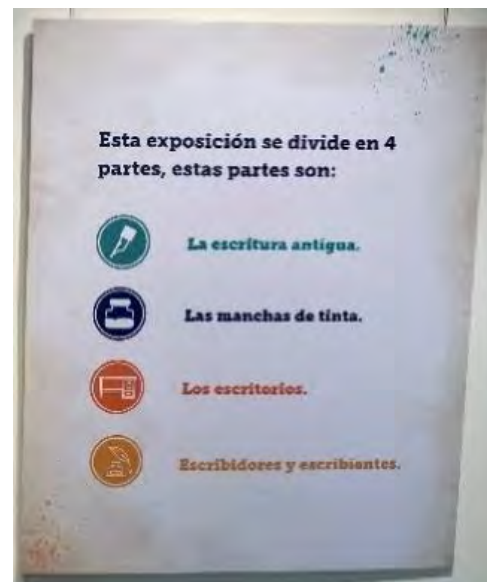 Esta exposición se divide en 4
partes, estas partes son:
La escritura antigua.
Las manchas de tinta.
Los escritorios.
Escribidores y escribiantes.